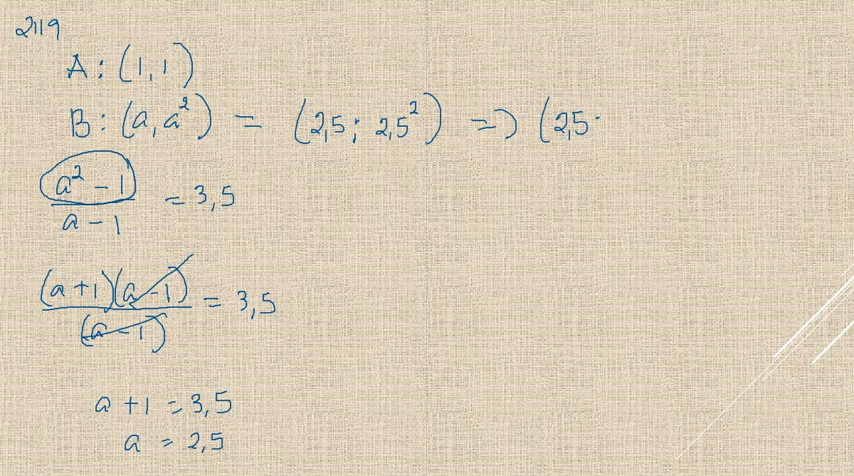 2119
A : (1, 1)
B : (a, a²) = (2,5 ; 2,5²) => (2,5
a² - 1 / a - 1 = 3,5
(a + 1)(a - 1) / (a - 1) = 3,5
a + 1 = 3,5
a = 2,5